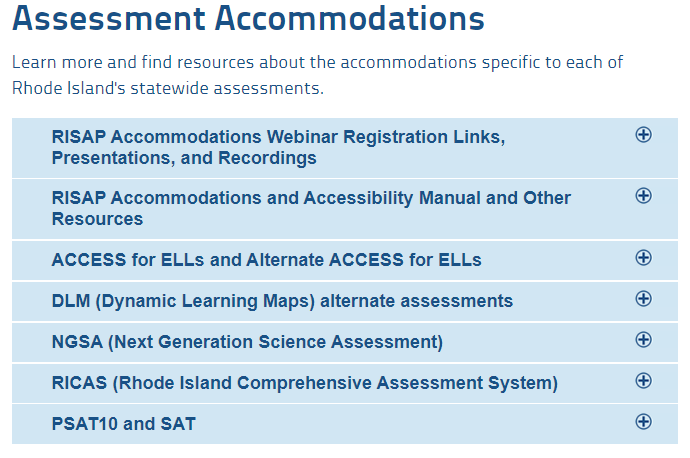 Assessment Accommodations
Learn more and find resources about the accommodations specific to each of
Rhode Island's statewide assessments.
RISAP Accommodations Webinar Registration Links,
Presentations, and Recordings
RISAP Accommodations and Accessibility Manual and Other
Resources
ACCESS for ELLs and Alternate ACCESS for ELLs
DLM (Dynamic Learning Maps) alternate assessments
NGSA (Next Generation Science Assessment)
RICAS (Rhode Island Comprehensive Assessment System)
PSAT10 and SAT